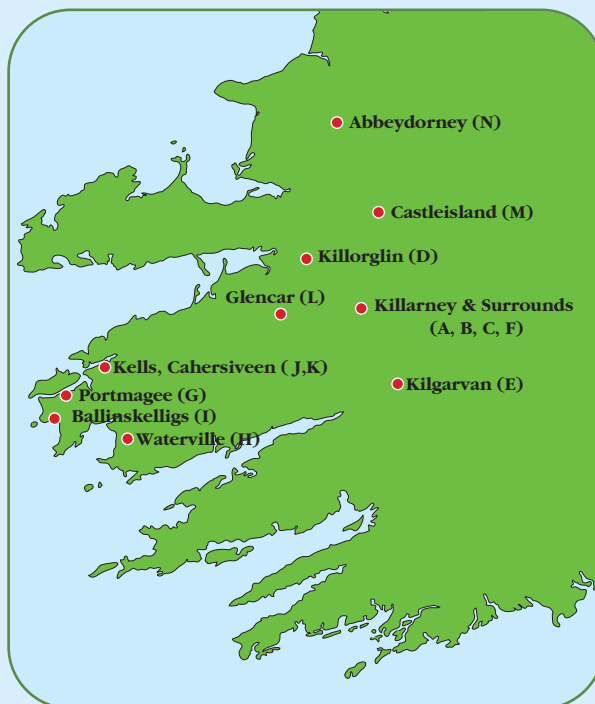 Abbeydorney (N)
Castleisland (M)
Killorglin (D)
Glencar (L)
Killarney & Surrounds
(A, B, C, F)
Kells, Cahersiveen ( J,K)
Kilgarvan (E)
Portmagee (G)
Ballinskelligs (I)
Waterville (H)